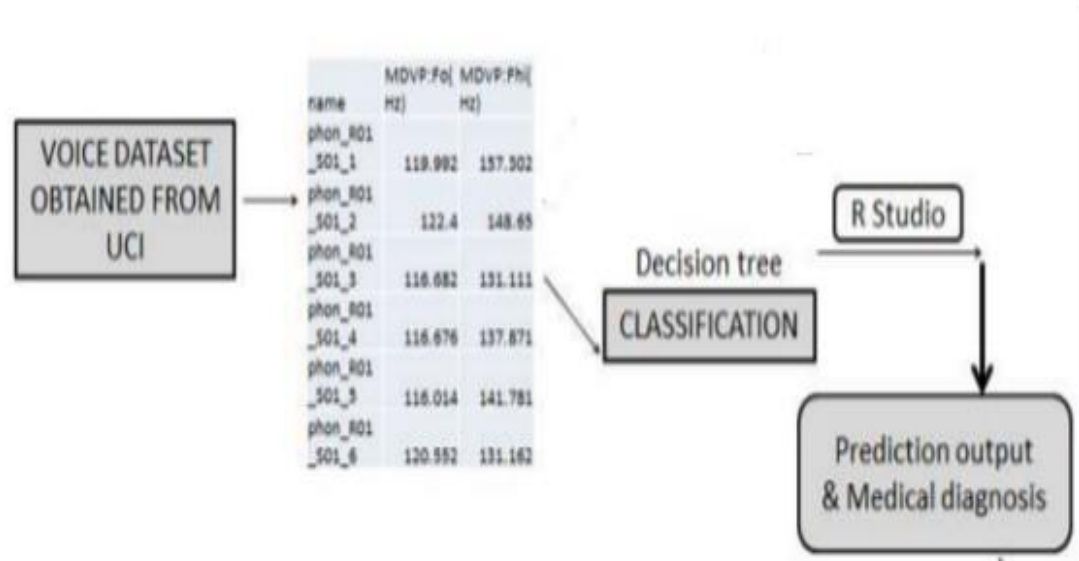 VOICE DATASET
OBTAINED FROM
UCI
MDVP:Fo( MDVP:Fhi(
name Hz) Hz)
phon_R01
_S01_1 119.992 157.302
phon_R01
_S01_2 122.4 148.65
phon_R01
_S01_3 116.682 131.111
phon_R01
_S01_4 116.676 137.871
phon_R01
_S01_5 116.014 141.781
phon_R01
_S01_6 120.552 131.162
Decision tree
CLASSIFICATION
R Studio
Prediction output
& Medical diagnosis